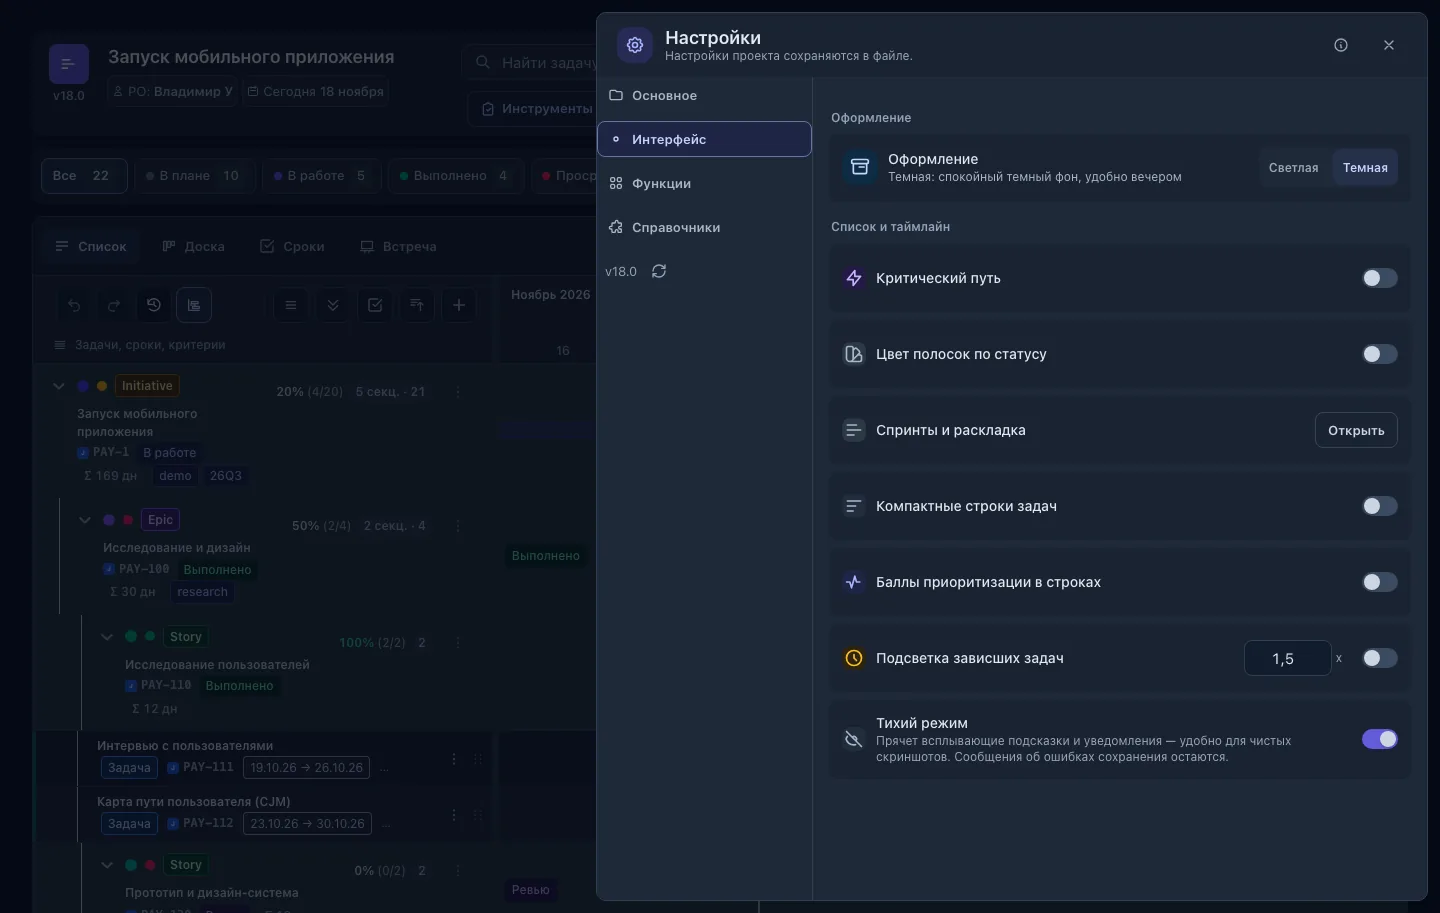 Запуск мобильного приложения
v18.0
PO: Владимир У
Сегодня 18 ноября
Найти задачу
Инструменты
Все 22
В плане 10
В работе 5
Выполнено 4
Проср
Список
Доска
Сроки
Встреча
Ноябрь 2026
Задачи, сроки, критерии
16
Initiative
20% (4/20) 5 секц. · 21
Запуск мобильного
приложения
PAY-1 В работе
Σ 169 дн demo 26Q3
Epic
50% (2/4) 2 секц. · 4
Исследование и дизайн
PAY-100 Выполнено
Σ 30 дн research
Выполнено
Story
100% (2/2) 2
Исследование пользователей
PAY-110 Выполнено
Σ 12 дн
Интервью с пользователями
Задача PAY-111 19.10.26 → 26.10.26 ...
Карта пути пользователя (CJM)
Задача PAY-112 23.10.26 → 30.10.26 ...
Story
0% (0/2) 2
Прототип и дизайн-система
Ревью
Настройки
Настройки проекта сохраняются в файле.
Основное
Интерфейс
Функции
Справочники
v18.0
Оформление
Оформление
Темная: спокойный темный фон, удобно вечером
Светлая
Темная
Список и таймлайн
Критический путь
Цвет полосок по статусу
Спринты и раскладка
Открыть
Компактные строки задач
Баллы приоритизации в строках
Подсветка зависших задач
1,5 x
Тихий режим
Прячет всплывающие подсказки и уведомления — удобно для чистых
скриншотов. Сообщения об ошибках сохранения остаются.